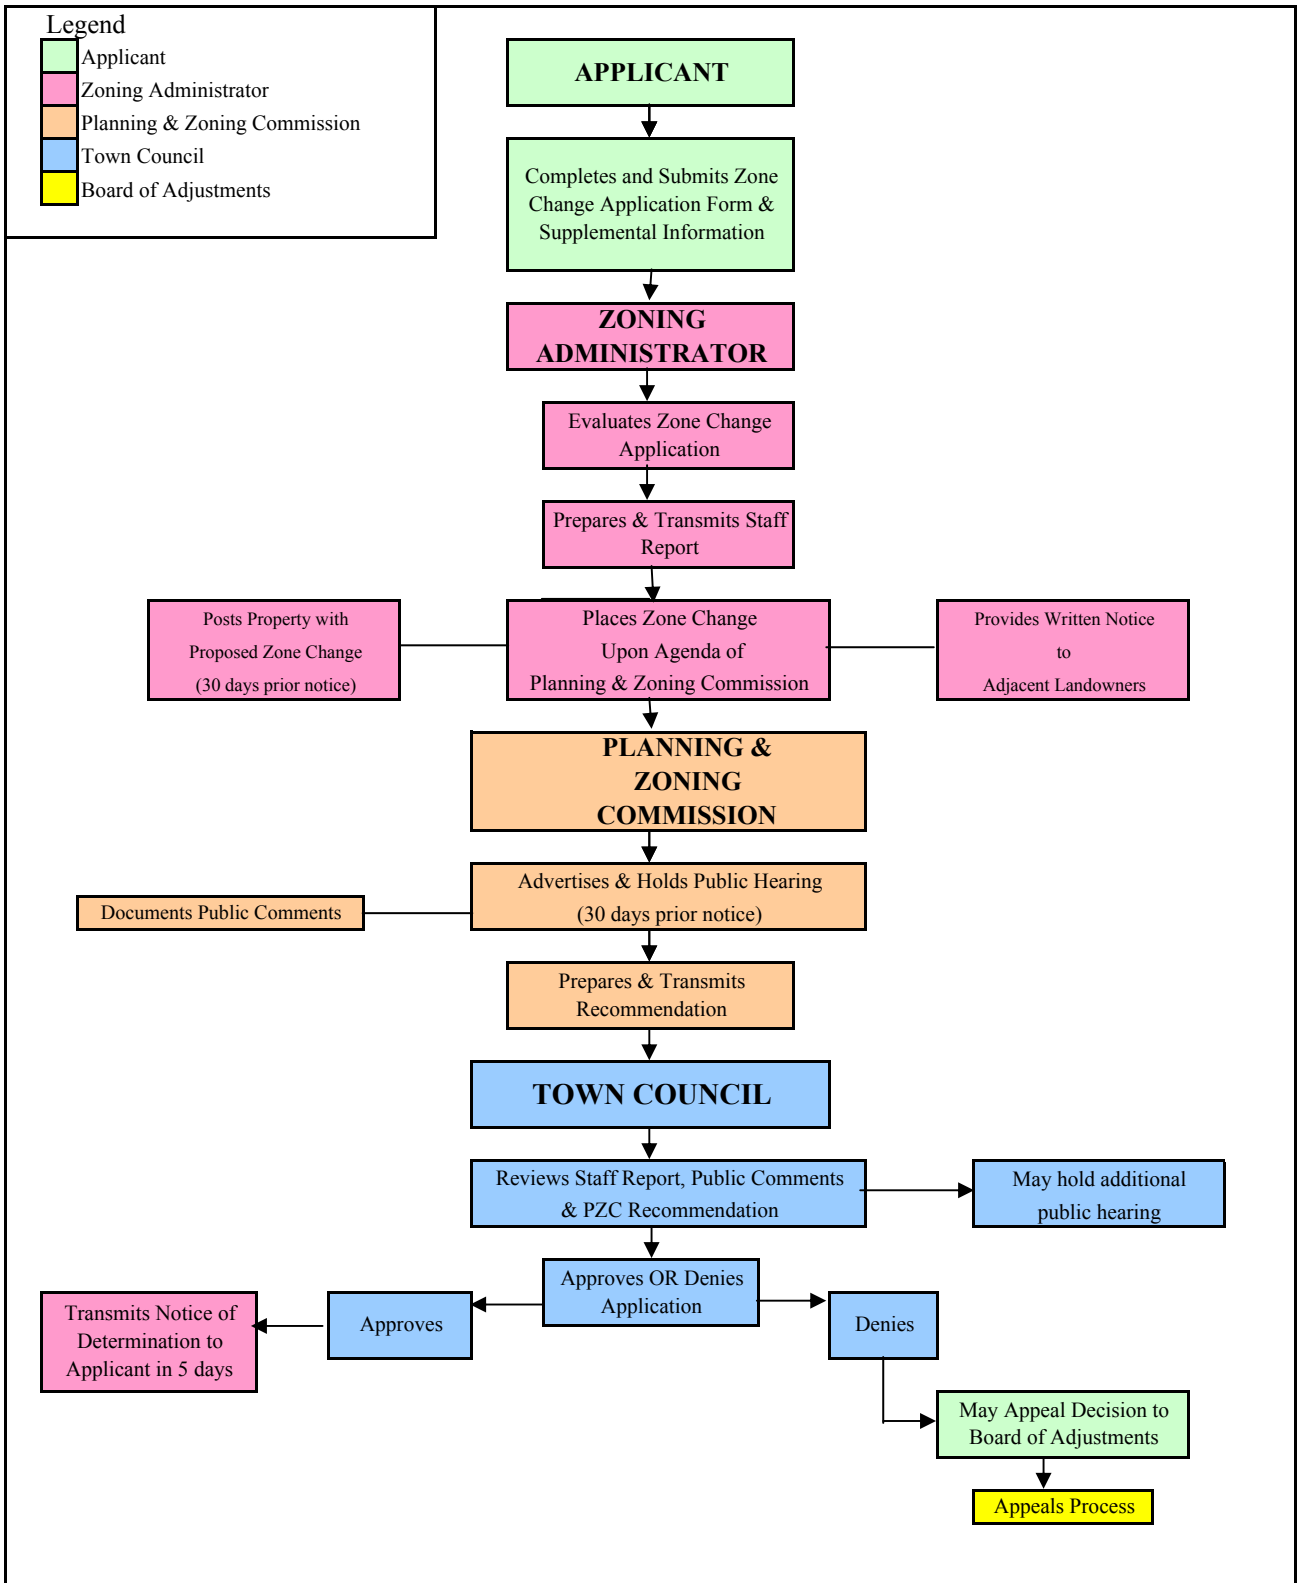 Legend
Applicant
Zoning Administrator
Planning & Zoning Commission
Town Council
Board of Adjustments
APPLICANT
Completes and Submits Zone
Change Application Form &
Supplemental Information
ZONING
ADMINISTRATOR
Evaluates Zone Change
Application
Prepares & Transmits Staff
Report
Posts Property with
Proposed Zone Change
(30 days prior notice)
Places Zone Change
Upon Agenda of
Planning & Zoning Commission
Provides Written Notice
to
Adjacent Landowners
PLANNING &
ZONING
COMMISSION
Advertises & Holds Public Hearing
(30 days prior notice)
Documents Public Comments
Prepares & Transmits
Recommendation
TOWN COUNCIL
Reviews Staff Report, Public Comments
& PZC Recommendation
May hold additional
public hearing
Approves OR Denies
Application
Transmits Notice of
Determination to
Applicant in 5 days
Approves
Denies
May Appeal Decision to
Board of Adjustments
Appeals Process